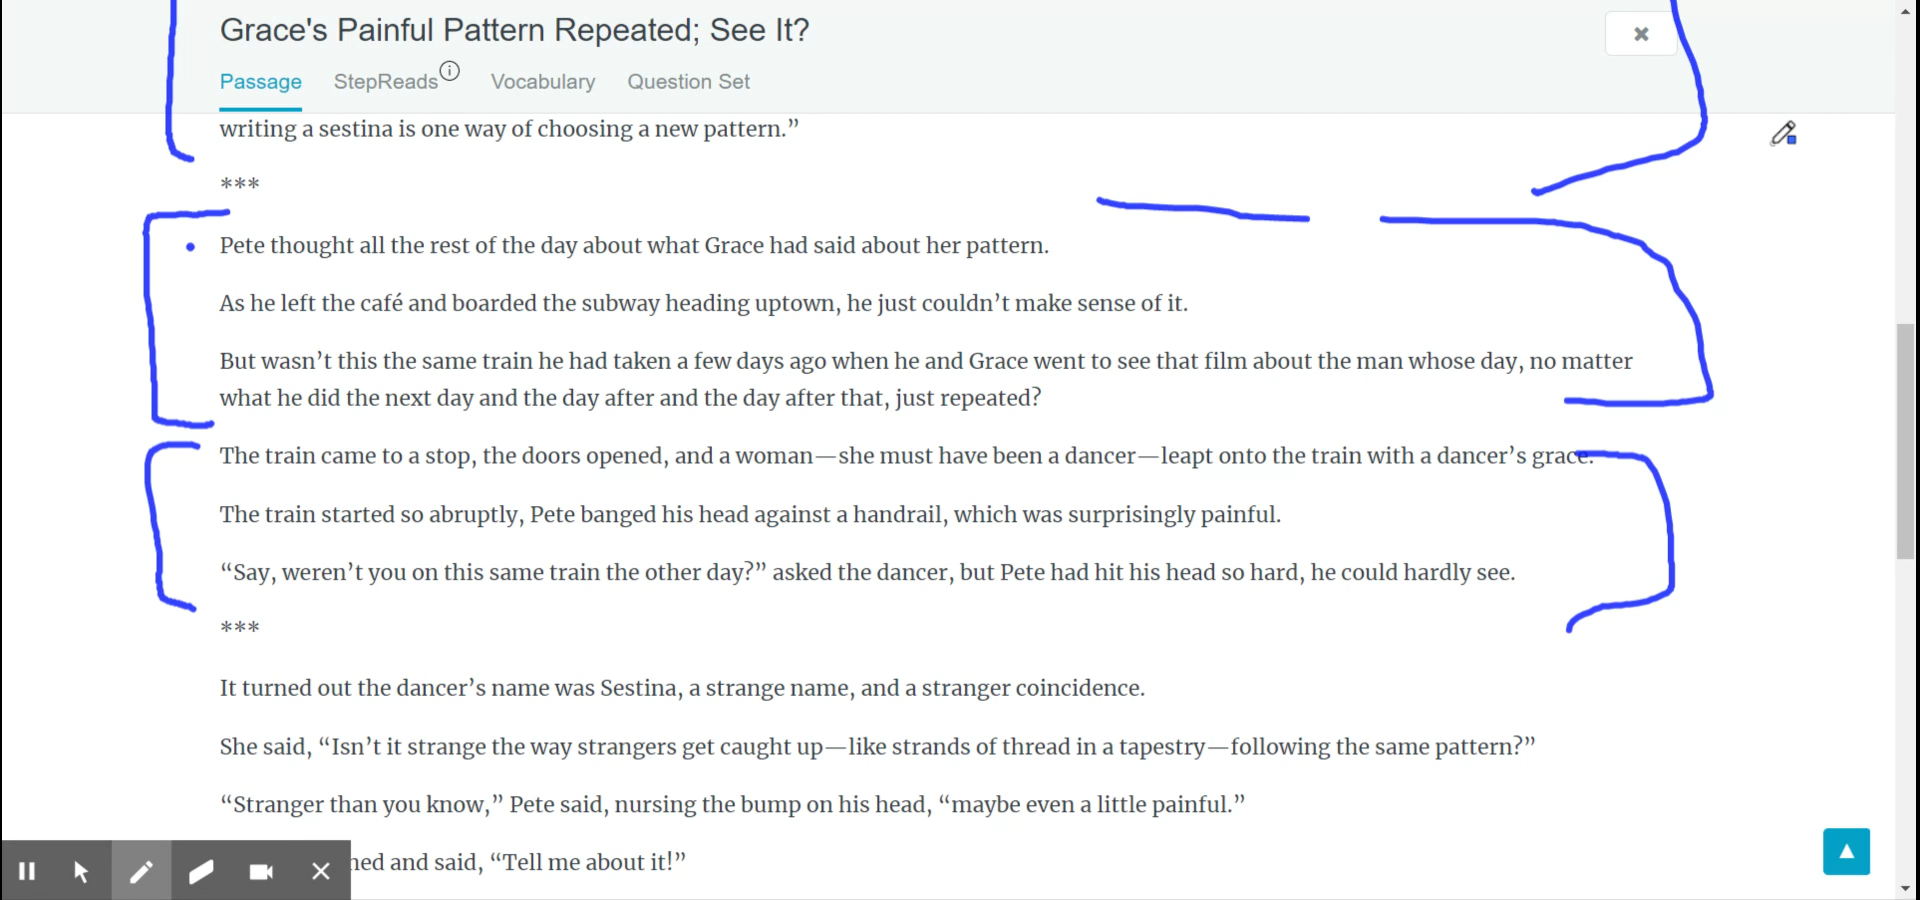 Grace's Painful Pattern Repeated; See It?
Passage StepReads Vocabulary Question Set
writing a sestina is one way of choosing a new pattern.”
***
Pete thought all the rest of the day about what Grace had said about her pattern.
As he left the café and boarded the subway heading uptown, he just couldn’t make sense of it.
But wasn’t this the same train he had taken a few days ago when he and Grace went to see that film about the man whose day, no matter
what he did the next day and the day after and the day after that, just repeated?
The train came to a stop, the doors opened, and a woman—she must have been a dancer—leapt onto the train with a dancer’s grace.
The train started so abruptly, Pete banged his head against a handrail, which was surprisingly painful.
“Say, weren’t you on this same train the other day?” asked the dancer, but Pete had hit his head so hard, he could hardly see.
***
It turned out the dancer’s name was Sestina, a strange name, and a stranger coincidence.
She said, “Isn’t it strange the way strangers get caught up—like strands of thread in a tapestry—following the same pattern?”
“Stranger than you know,” Pete said, nursing the bump on his head, “maybe even a little painful.”
and said, “Tell me about it!”